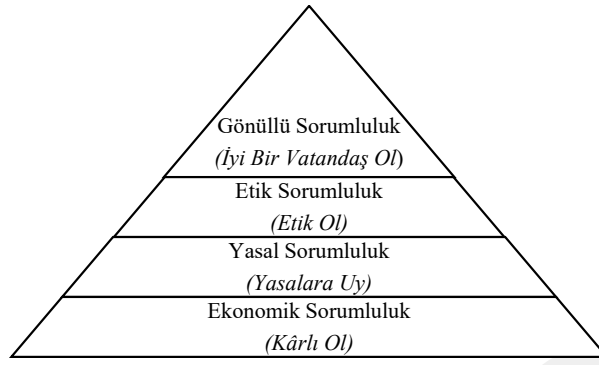 Gönüllü Sorumluluk
(İyi Bir Vatandaş Ol)
Etik Sorumluluk
(Etik Ol)
Yasal Sorumluluk
(Yasalara Uy)
Ekonomik Sorumluluk
(Kârlı Ol)